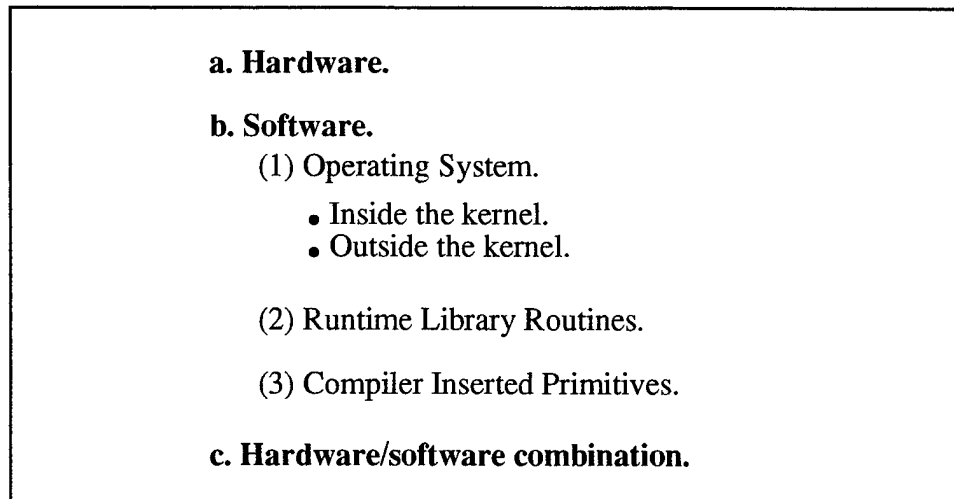 a. Hardware.
b. Software.
(1) Operating System.
• Inside the kernel.
• Outside the kernel.
(2) Runtime Library Routines.
(3) Compiler Inserted Primitives.
c. Hardware/software combination.